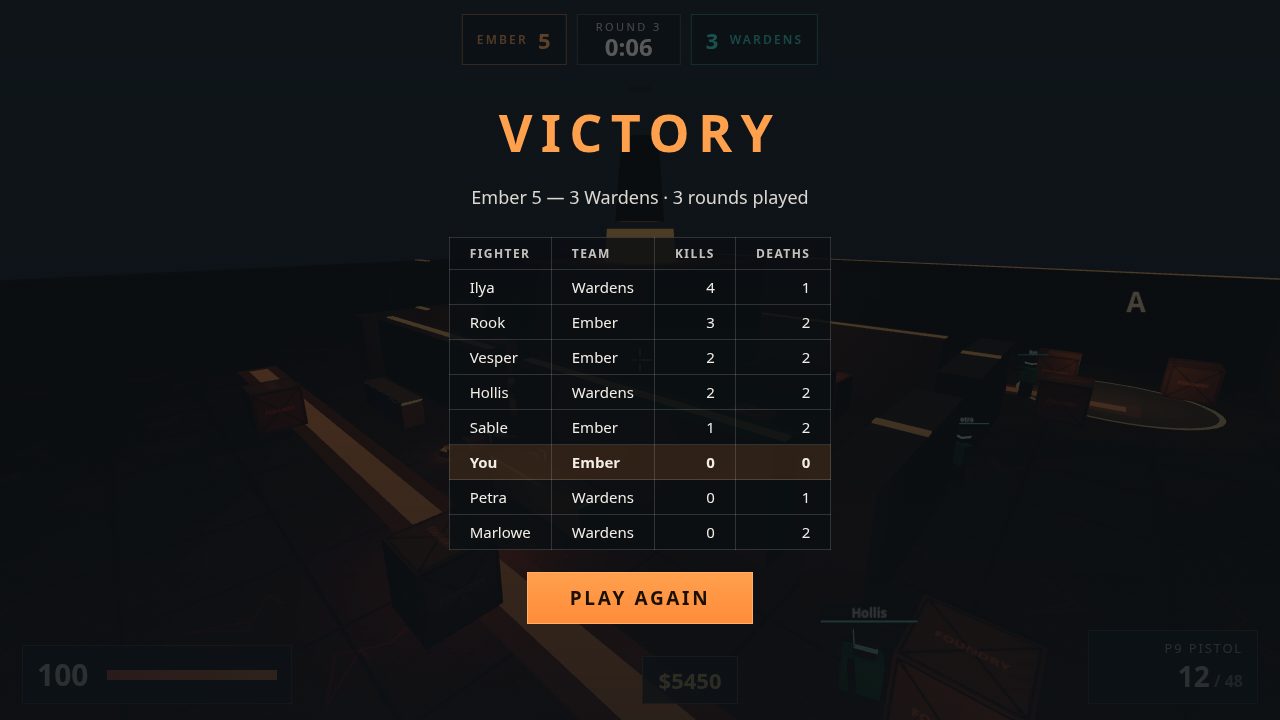 ROUND 3
EMBER 5 0:06 3 WARDENS
VICTORY
Ember 5 — 3 Wardens · 3 rounds played
FIGHTER TEAM KILLS DEATHS
Ilya Wardens 4 1
Rook Ember 3 2
Vesper Ember 2 2
Hollis Wardens 2 2
Sable Ember 1 2
You Ember 0 0
Petra Wardens 0 1
Marlowe Wardens 0 2
A
PLAY AGAIN
Hollis
FOUNDRY
100
$5450
P9 PISTOL
12 / 48